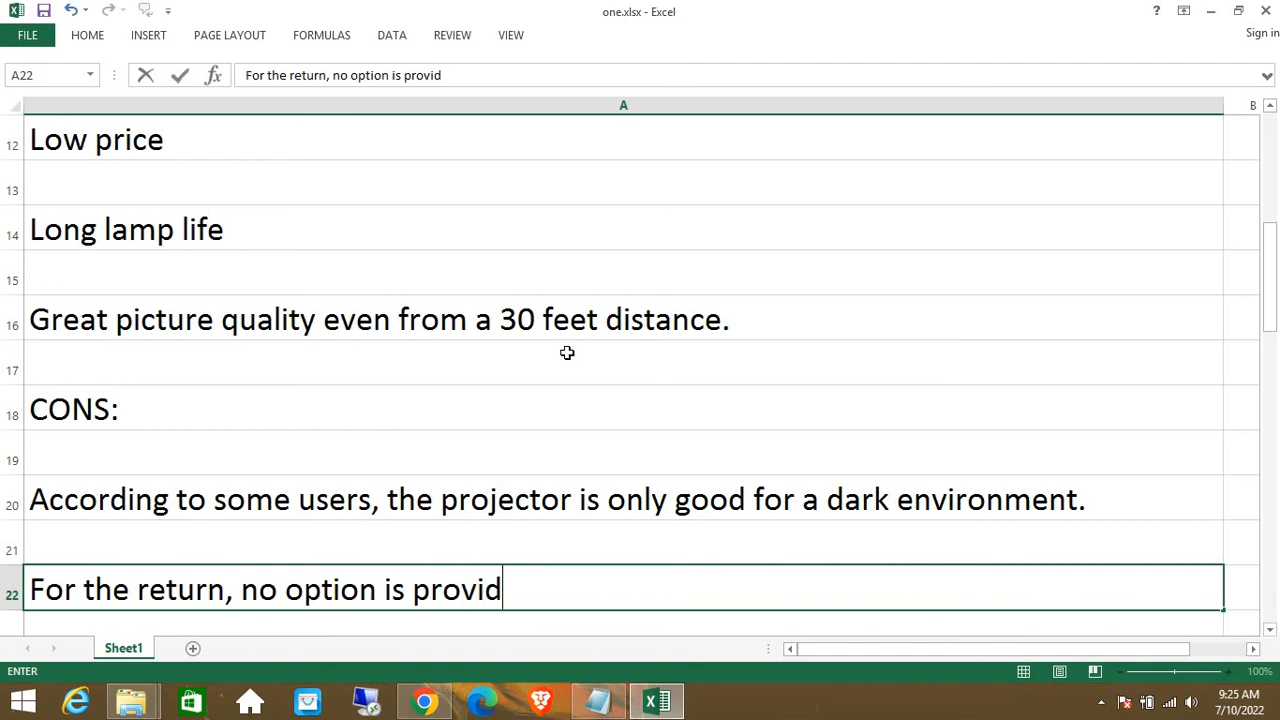 one.xlsx - Excel
?
FILE
HOME
INSERT
PAGE LAYOUT
FORMULAS
DATA
REVIEW
VIEW
Sign in
A22
fx
For the return, no option is provid
A
B
12
Low price
13
14
Long lamp life
15
16
Great picture quality even from a 30 feet distance.
17
18
CONS:
19
20
According to some users, the projector is only good for a dark environment.
21
22
For the return, no option is provid
Sheet1
ENTER
100%
9:25 AM
7/10/2022